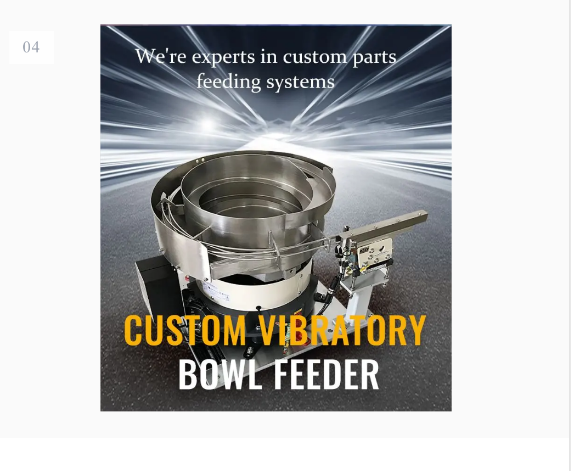 04
We're experts in custom parts
feeding systems
CUSTOM VIBRATORY
BOWL FEEDER